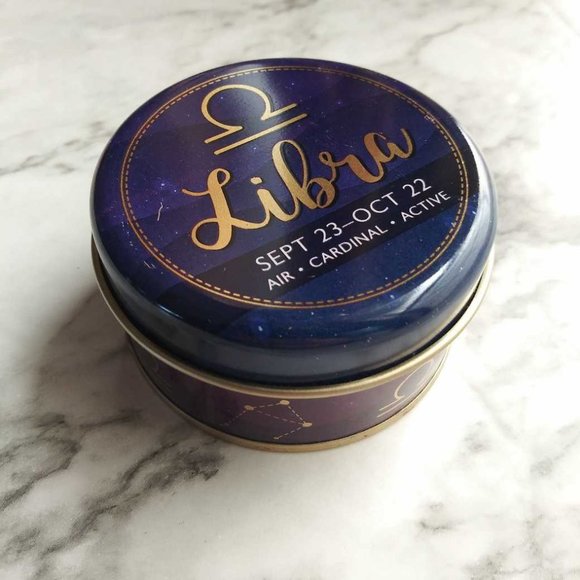 Libra
SEPT 23–OCT 22
AIR • CARDINAL • ACTIVE